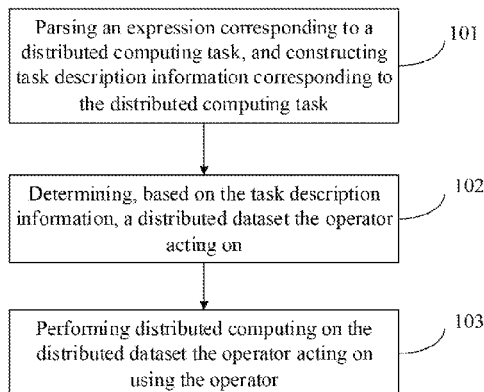 Parsing an expression corresponding to a
distributed computing task, and constructing
task description information corresponding to
the distributed computing task
101
Determining, based on the task description
information, a distributed dataset the operator
acting on
102
Performing distributed computing on the
distributed dataset the operator acting on
using the operator
103